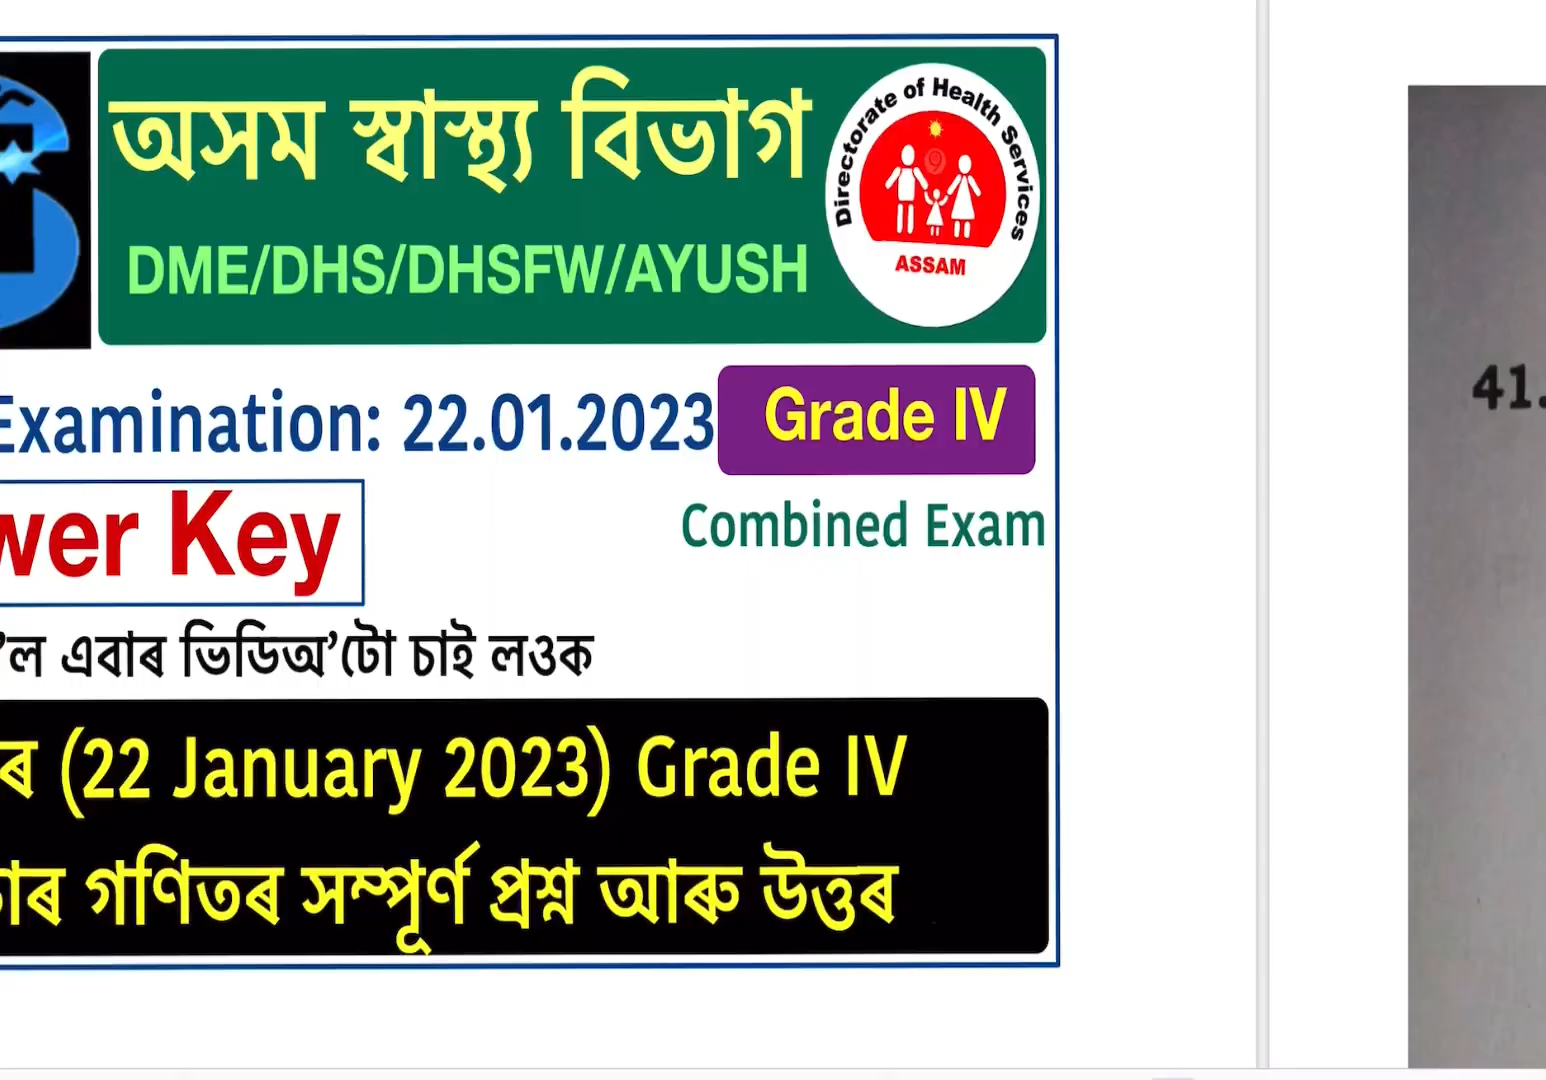 অসম স্বাস্থ্য বিভাগ
DME/DHS/DHSFW/AYUSH
Directorate of Health Services
ASSAM
Examination: 22.01.2023
Grade IV
Key
Combined Exam
এবাৰ ভিডিঅ’টো চাই লওক
(22 January 2023) Grade IV
গণিতৰ সম্পূৰ্ণ প্ৰশ্ন আৰু উত্তৰ
41.